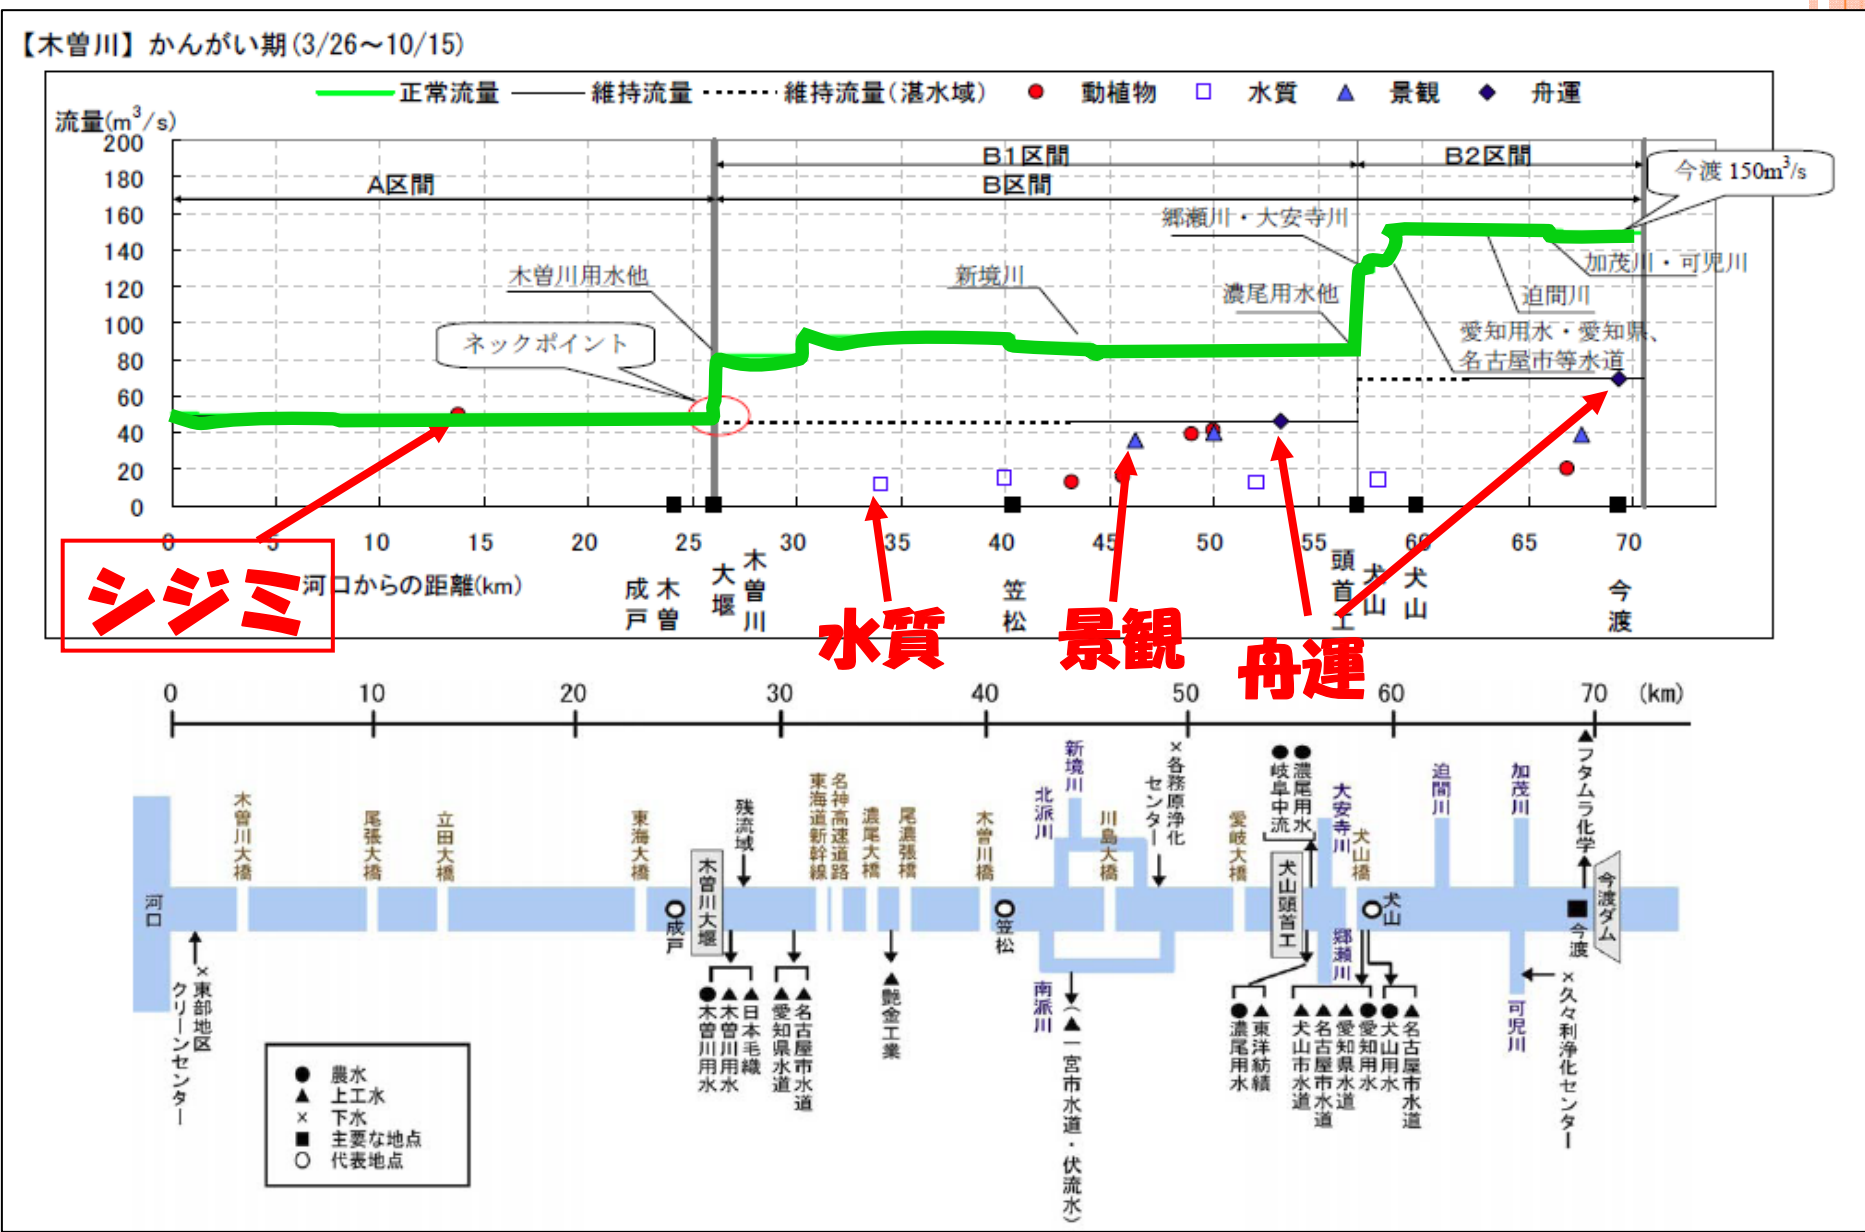 【木曽川】かんがい期(3/26～10/15)
正常流量 維持流量 維持流量(湛水域) 動植物 水質 景観 舟運
流量(m³/s)
200
180
160
140
120
100
80
60
40
20
0
A区間
B1区間
B2区間
B区間
今渡 150m³/s
郷瀬川・大安寺川
木曽川用水他
新境川
濃尾用水他
加茂川・可児川
迫間川
愛知用水・愛知県、
名古屋市等水道
ネックポイント
0 5 10 15 20 25 30 35 40 45 50 55 60 65 70
河口からの距離(km)
木曽
成戸
木曽川
大堰
笠松
犬山
頭首工
犬山
今渡
シジミ
水質
景観
舟運
0 10 20 30 40 50 60 70 (km)
河口
木曽川大橋
尾張大橋
立田大橋
東海大橋
残流域
東海道新幹線
名神高速道路
濃尾大橋
尾濃張橋
木曽川橋
北派川
新境川
川島大橋
×各務原浄化
センター
愛岐大橋
●岐阜中流
●濃尾用水
大安寺川
犬山橋
迫間川
加茂川
▲フタムラ化学
成戸
木曽川大堰
笠松
犬山頭首工
犬山
今渡
今渡ダム
×東部地区
クリーンセンター
●木曽川用水
▲木曽川用水
▲日本毛織
▲愛知県水道
▲名古屋市水道
▲艶金工業
南派川
(▲一宮市水道・伏流水)
●濃尾用水
▲東洋紡績
郷瀬川
▲犬山市水道
▲名古屋市水道
▲愛知県水道
●愛知用水
●犬山用水
▲名古屋市水道
可児川
×久々利浄化センター
● 農水
▲ 上工水
× 下水
■ 主要な地点
○ 代表地点